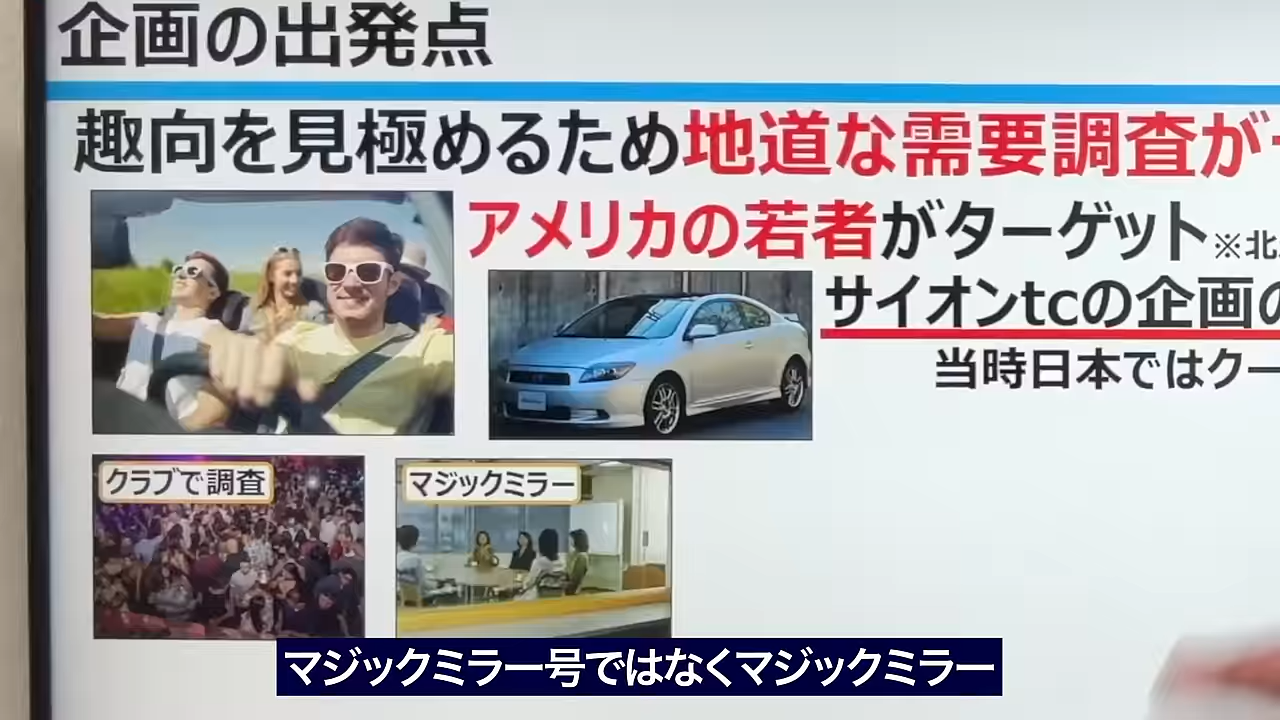 企画の出発点
趣向を見極めるため地道な需要調査が
アメリカの若者がターゲット※北
サイオンtcの企画の
当時日本ではクー
クラブで調査
マジックミラー
マジックミラー号ではなくマジックミラー